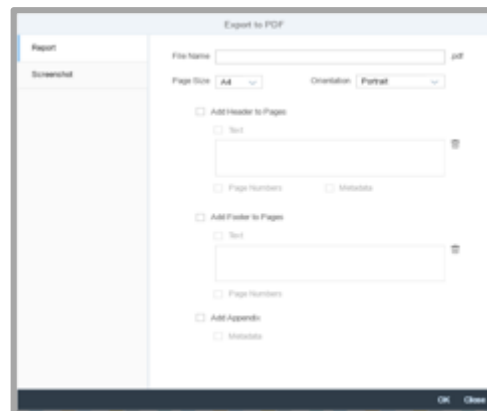 Export to PDF
Report
Screenshot
File Name .pdf
Page Size A4 Orientation Portrait
Add Header to Pages
Text
Page Numbers Metadata
Add Footer to Pages
Text
Page Numbers
Add Appendix
Metadata
OK Close